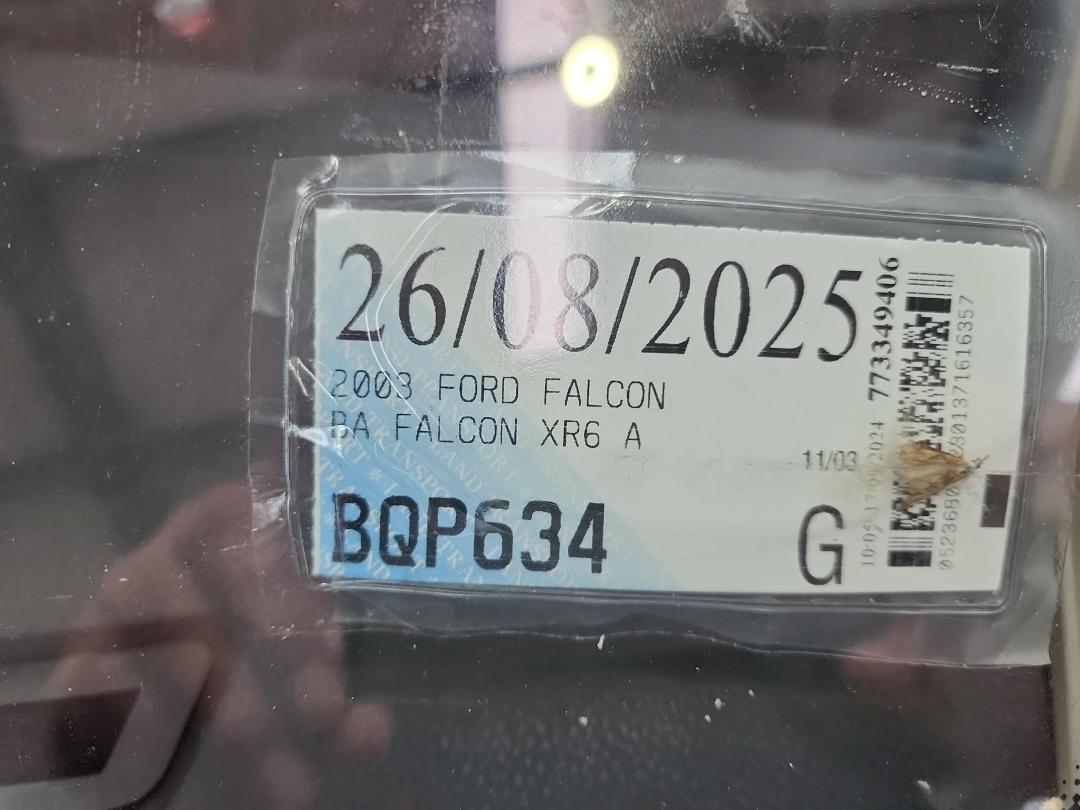 26/08/2025
2003 FORD FALCON
BA FALCON XR6 A
11/03
BQP634
G
773349406